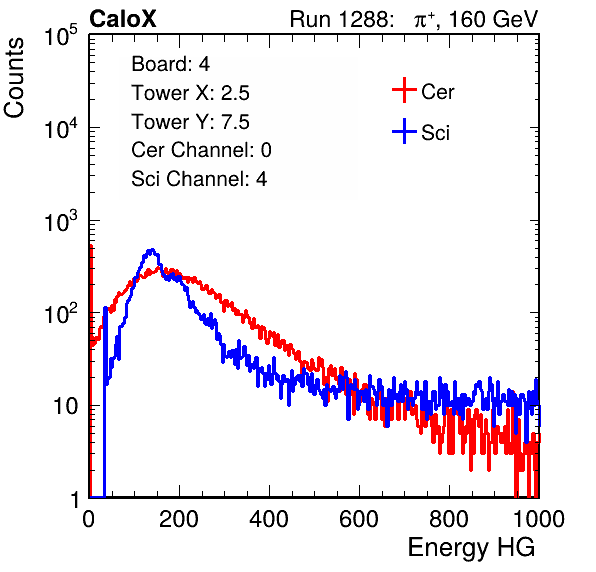 CaloX Run 1288: π⁺, 160 GeV
Counts
Board: 4
Tower X: 2.5
Tower Y: 7.5
Cer Channel: 0
Sci Channel: 4
Cer
Sci
10⁵
10⁴
10³
10²
10
1
0 200 400 600 800 1000
Energy HG